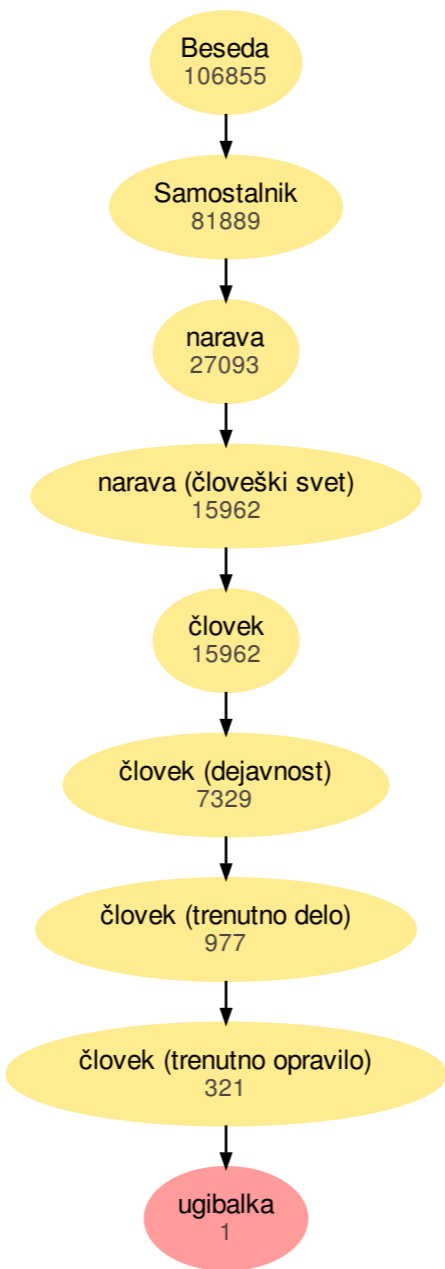 Beseda
106855
Samostalnik
81889
narava
27093
narava (človeški svet)
15962
človek
15962
človek (dejavnost)
7329
človek (trenutno delo)
977
človek (trenutno opravilo)
321
ugibalka
1